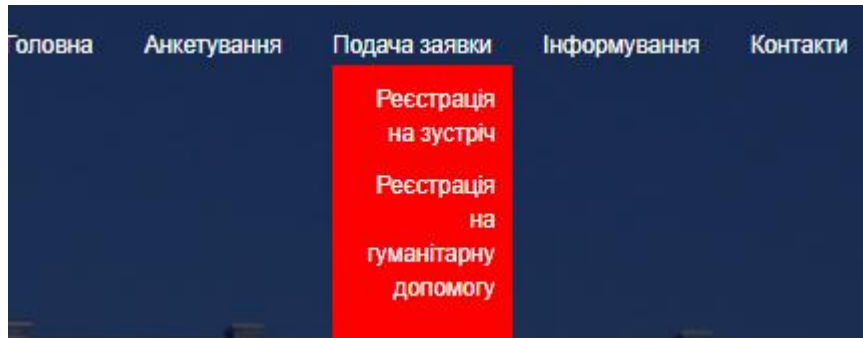 Головна Анкетування Подача заявки Інформування Контакти
Реєстрація
на зустріч
Реєстрація
на
гуманітарну
допомогу